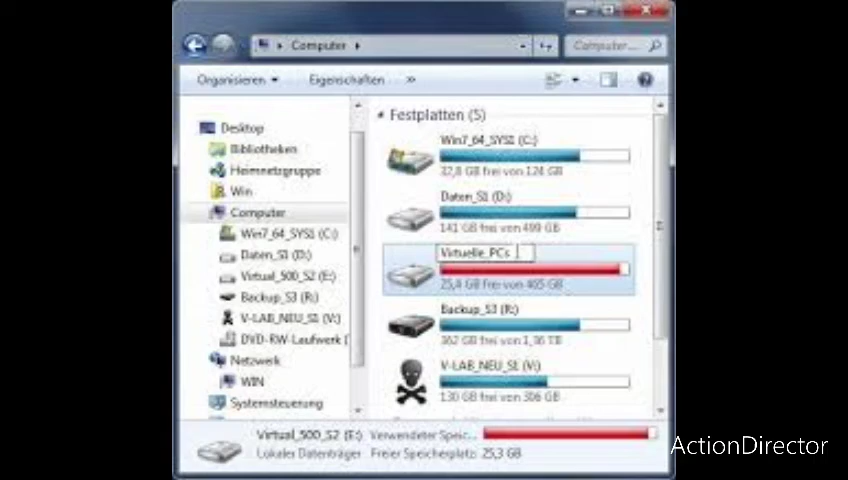 Computer
Computer...
Organisieren
Eigenschaften
»
Desktop
Bibliotheken
Heimnetzgruppe
Win
Computer
Win7_64_SYS1 (C:)
Daten_S1 (D:)
Virtual_500_S2 (E:)
Backup_S3 (R:)
V-LAB_NEU_S1 (V:)
DVD-RW-Laufwerk (
Netzwerk
WIN
Systemsteuerung
Festplatten (5)
Win7_64_SYS1 (C:)
32,8 GB frei von 124 GB
Daten_S1 (D:)
141 GB frei von 499 GB
Virtuelle_PCs
25,4 GB frei von 465 GB
Backup_S3 (R:)
362 GB frei von 1,36 TB
V-LAB_NEU_S1 (V:)
130 GB frei von 306 GB
Virtual_500_S2 (E:) Verwendeter Speic...
Lokaler Datenträger Freier Speicherplatz: 25,3 GB
ActionDirector